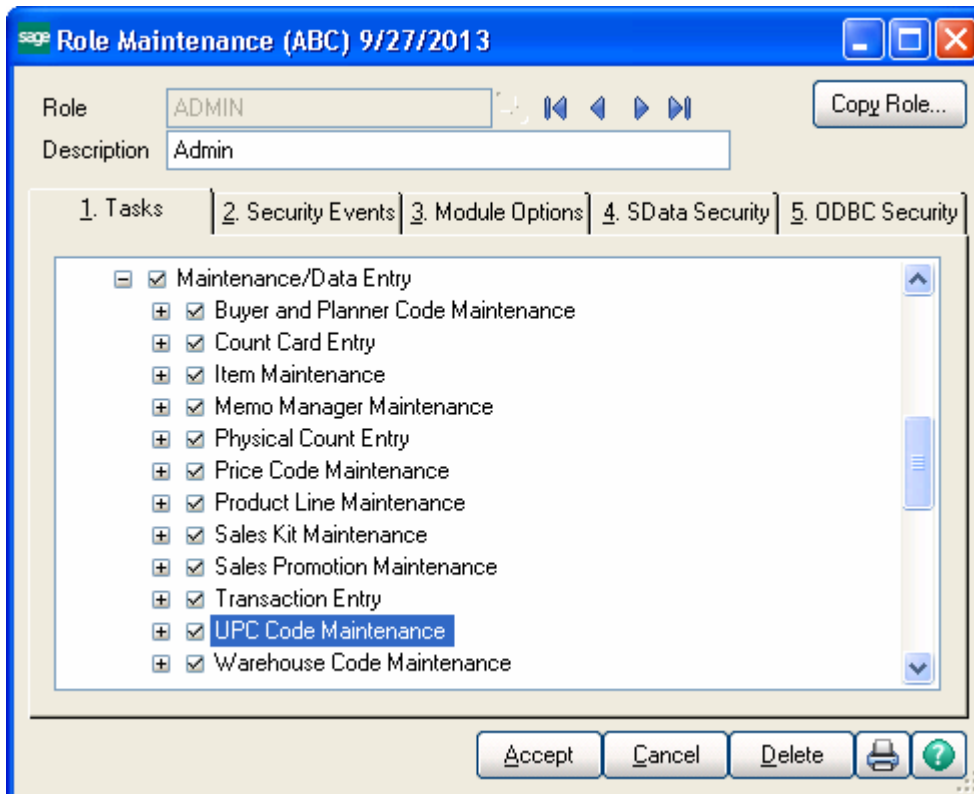 sage Role Maintenance (ABC) 9/27/2013
Role ADMIN Copy Role...
Description Admin
1. Tasks 2. Security Events 3. Module Options 4. SData Security 5. ODBC Security
Maintenance/Data Entry
Buyer and Planner Code Maintenance
Count Card Entry
Item Maintenance
Memo Manager Maintenance
Physical Count Entry
Price Code Maintenance
Product Line Maintenance
Sales Kit Maintenance
Sales Promotion Maintenance
Transaction Entry
UPC Code Maintenance
Warehouse Code Maintenance
Accept Cancel Delete ?